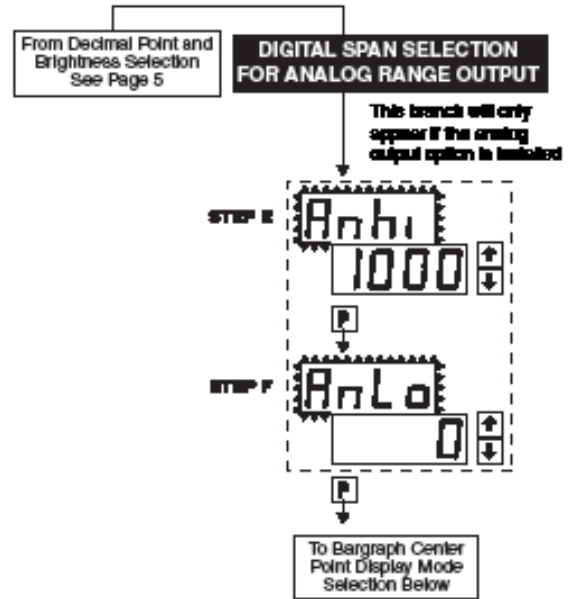 From Decimal Point and
Brightness Selection
See Page 5
DIGITAL SPAN SELECTION
FOR ANALOG RANGE OUTPUT
This branch will only
appear if the analog
output option is installed
STEP E
Anhi
1000
P
STEP F
AnLo
0
P
To Bargraph Center
Point Display Mode
Selection Below